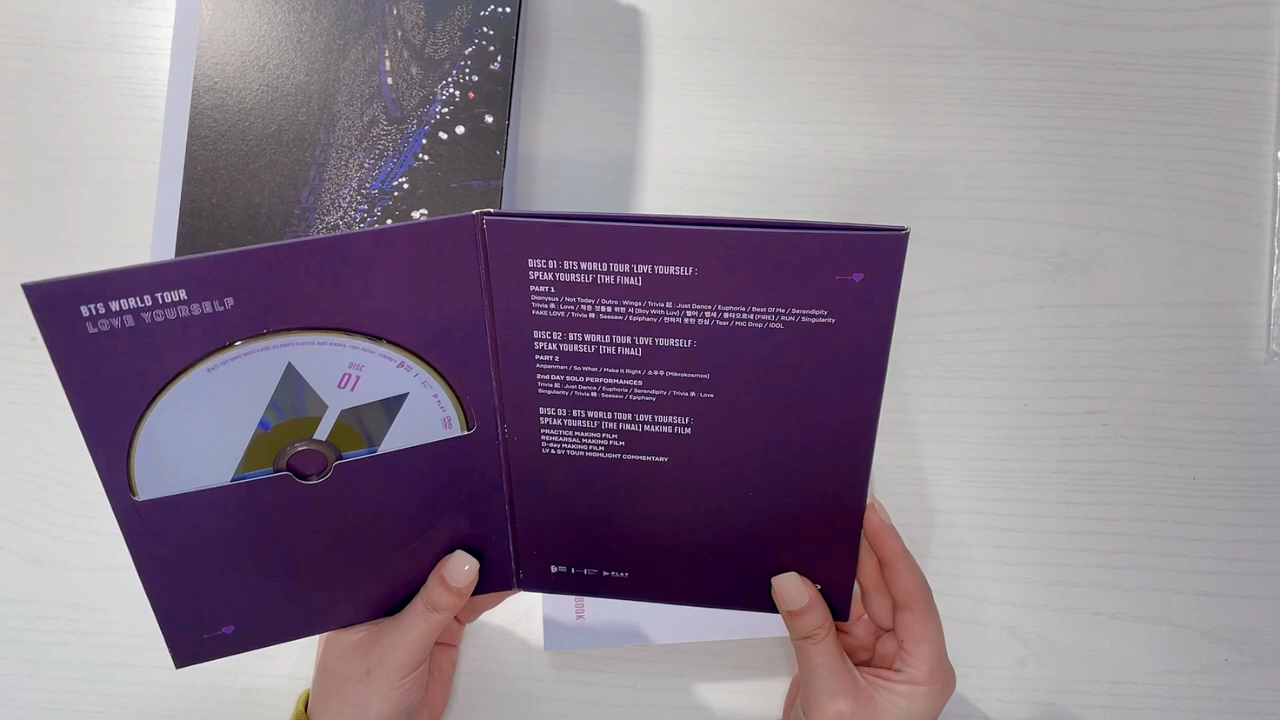 BTS WORLD TOUR
LOVE YOURSELF
DISC
01
PLAY
DISC 01 : BTS WORLD TOUR 'LOVE YOURSELF :
SPEAK YOURSELF' [THE FINAL]
PART 1
Dionysus / Not Today / Outro : Wings / Trivia 起 : Just Dance / Euphoria / Best Of Me / Serendipity
Trivia 承 : Love / 작은 것들을 위한 시 [Boy With Luv] / 쩔어 / 뱁새 / 불타오르네 (FIRE) / RUN / Singularity
FAKE LOVE / Trivia 轉 : Seesaw / Epiphany / 전하지 못한 진심 / Tear / MIC Drop / IDOL
DISC 02 : BTS WORLD TOUR 'LOVE YOURSELF :
SPEAK YOURSELF' [THE FINAL]
PART 2
Anpanman / So What / Make It Right / 소우주 [Mikrokosmos]
2nd DAY SOLO PERFORMANCES
Trivia 起 : Just Dance / Euphoria / Serendipity / Trivia 承 : Love
Singularity / Trivia 轉 : Seesaw / Epiphany
DISC 03 : BTS WORLD TOUR 'LOVE YOURSELF :
SPEAK YOURSELF' [THE FINAL] MAKING FILM
PRACTICE MAKING FILM
REHEARSAL MAKING FILM
D-day MAKING FILM
LY & SY TOUR HIGHLIGHT COMMENTARY
PLAY
BOOK